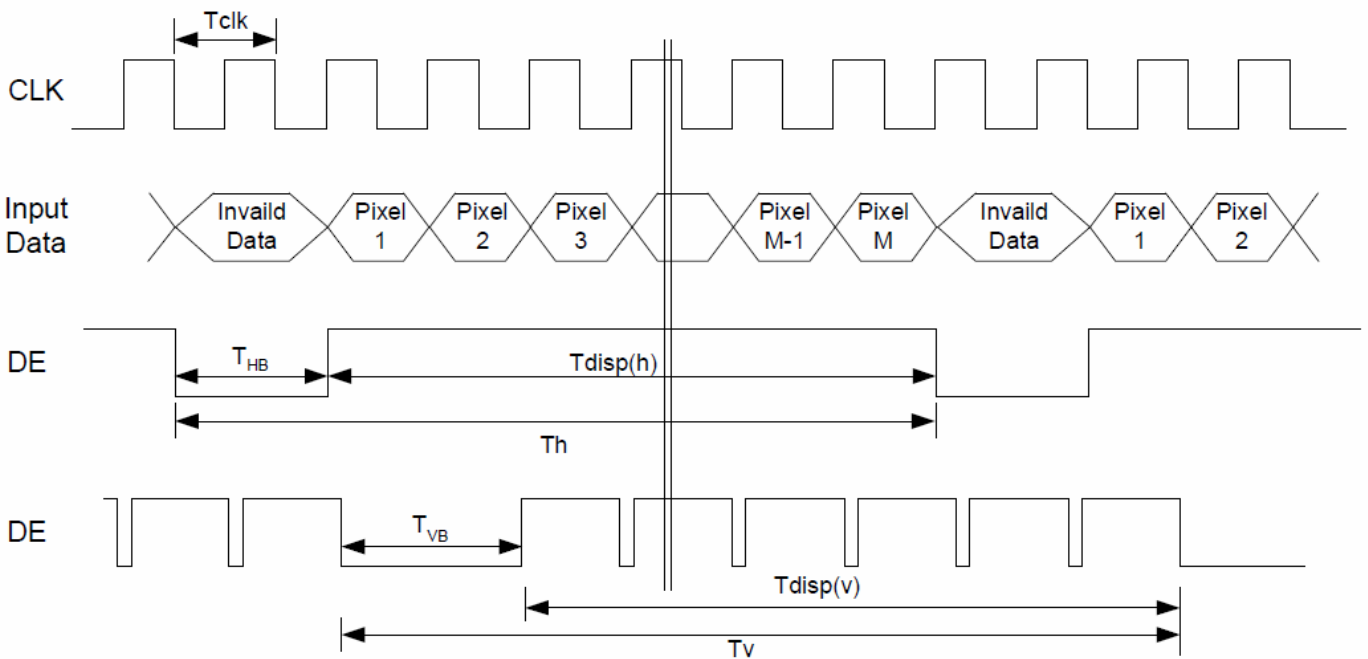 Tclk
CLK
Input
Data
Invaild
Data
Pixel
1
Pixel
2
Pixel
3
Pixel
M-1
Pixel
M
Invaild
Data
Pixel
1
Pixel
2
DE
THB
Tdisp(h)
Th
DE
TVB
Tdisp(v)
Tv